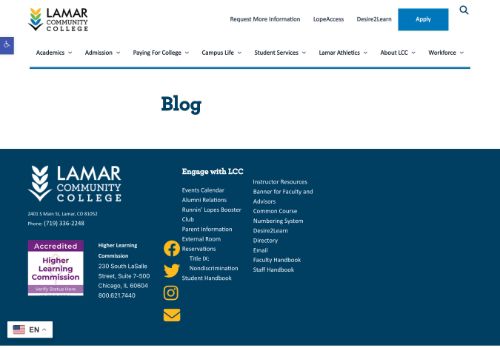 LAMAR
COMMUNITY
COLLEGE
Request More Information LopeAccess Desire2Learn Apply
Academics Admission Paying For College Campus Life Student Services Lamar Athletics About LCC Workforce
Blog
LAMAR
COMMUNITY
COLLEGE
2401 S Main St, Lamar, CO 81052
Phone: (719) 336-2248
Accredited
Higher
Learning
Commission
Verify Status Here
Higher Learning
Commission
230 South LaSalle
Street, Suite 7-500
Chicago, IL 60604
800.621.7440
Engage with LCC
Events Calendar
Alumni Relations
Runnin' Lopes Booster
Club
Parent Information
External Room
Reservations
Title IX:
Nondiscrimination
Student Handbook
Instructor Resources
Banner for Faculty and
Advisors
Common Course
Numbering System
Desire2Learn
Directory
Email
Faculty Handbook
Staff Handbook
EN